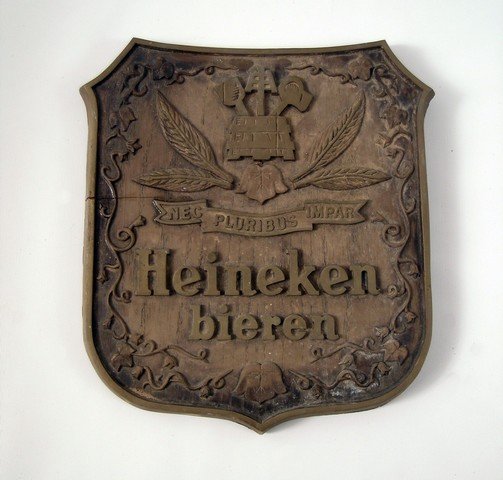 NEC PLURIBUS IMPAR
Heineken
bieren